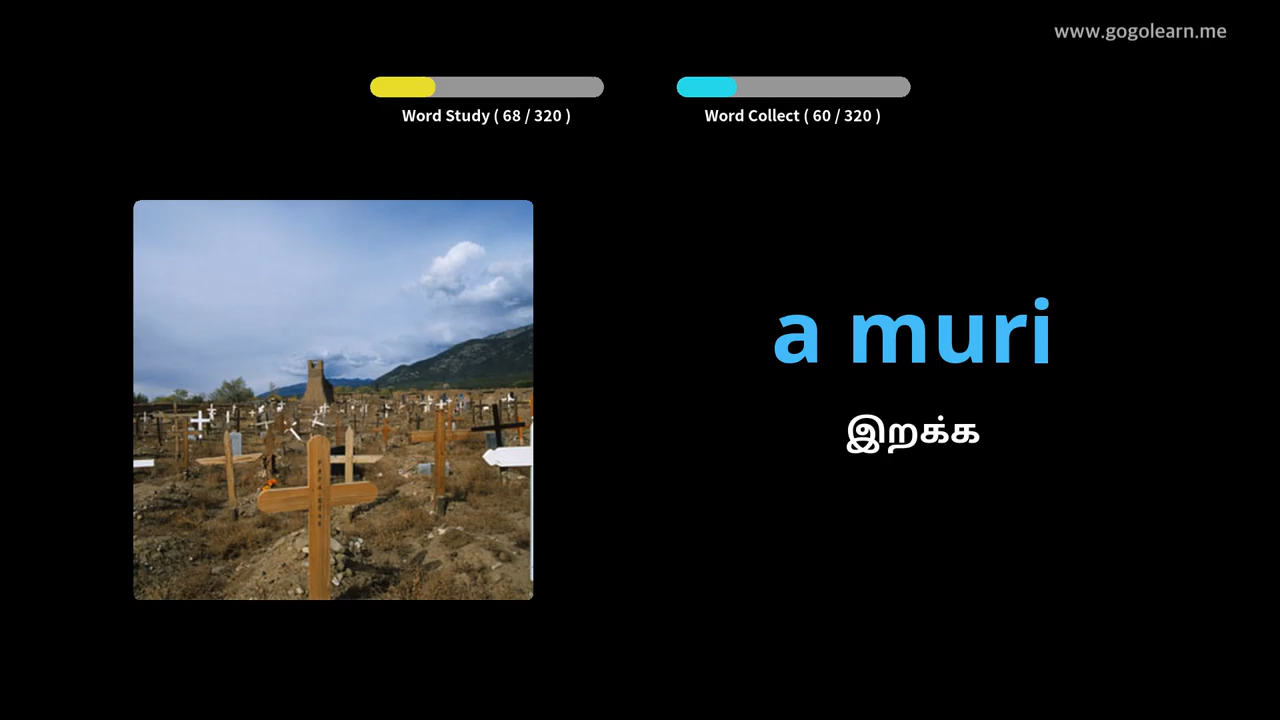 www.gogolearn.me
Word Study ( 68 / 320 )
Word Collect ( 60 / 320 )
a muri
இறக்க